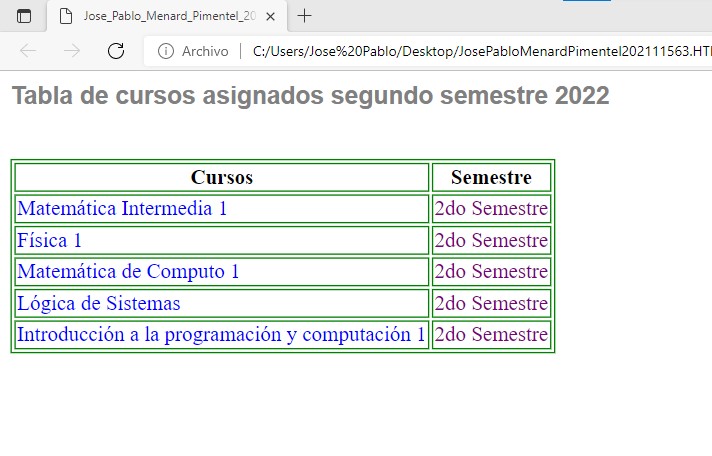 Jose_Pablo_Menard_Pimentel_20
Archivo | C:/Users/Jose%20Pablo/Desktop/JosePabloMenardPimentel202111563.HT
Tabla de cursos asignados segundo semestre 2022
Cursos Semestre
Matemática Intermedia 1 2do Semestre
Física 1 2do Semestre
Matemática de Computo 1 2do Semestre
Lógica de Sistemas 2do Semestre
Introducción a la programación y computación 1 2do Semestre